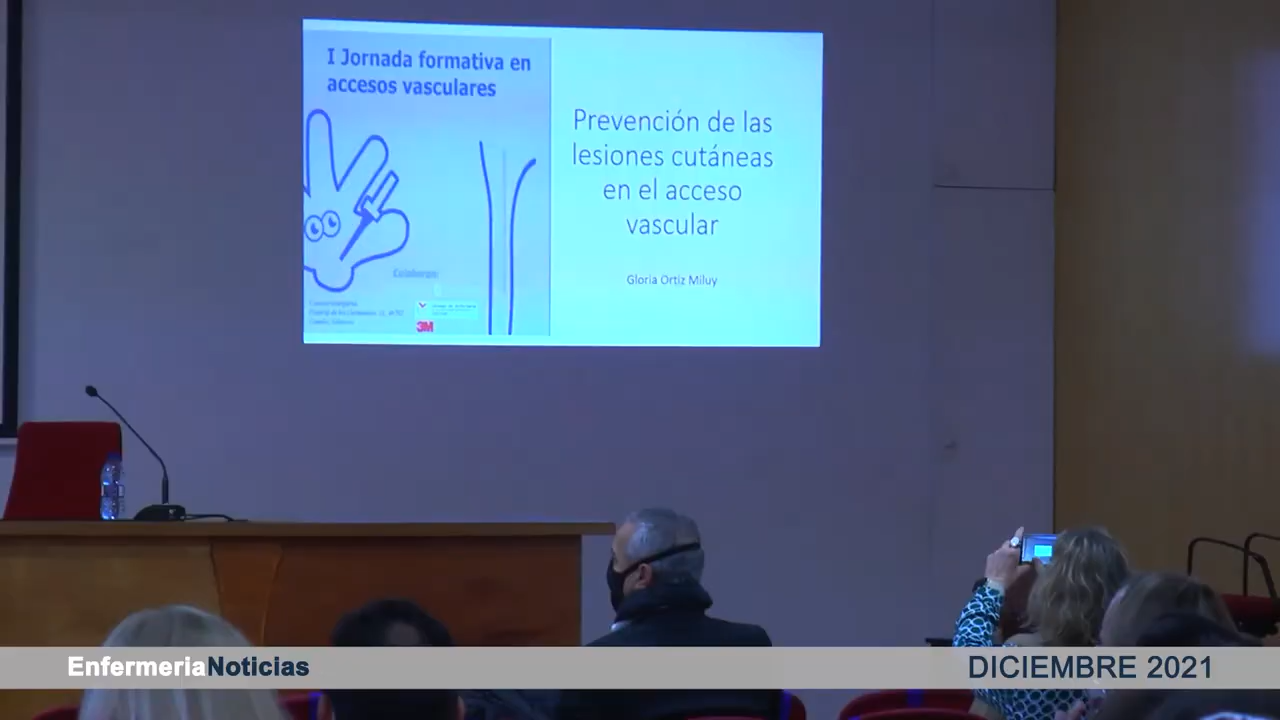 I Jornada formativa en
accesos vasculares
Prevención de las
lesiones cutáneas
en el acceso
vascular
Gloria Ortiz Miluy
Colaboran:
3M
EnfermeriaNoticias
DICIEMBRE 2021